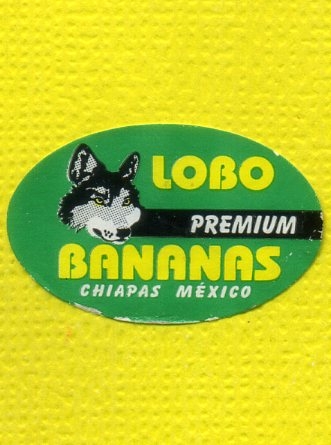 LOBO
PREMIUM
BANANAS
CHIAPAS MÉXICO